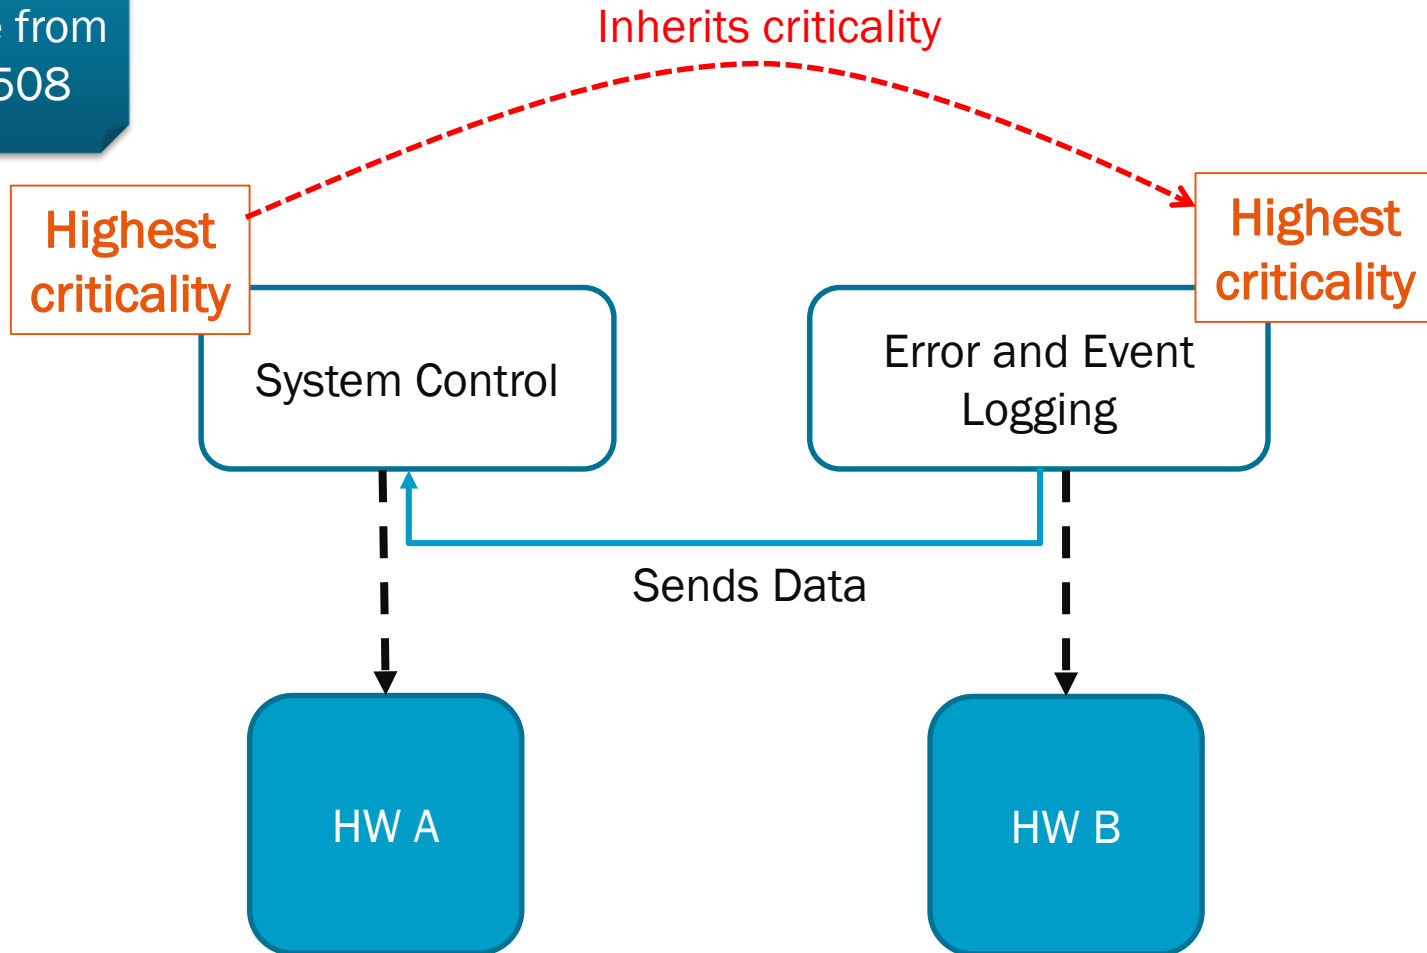 from
508
Inherits criticality
Highest
criticality
Highest
criticality
System Control
Error and Event
Logging
Sends Data
HW A
HW B